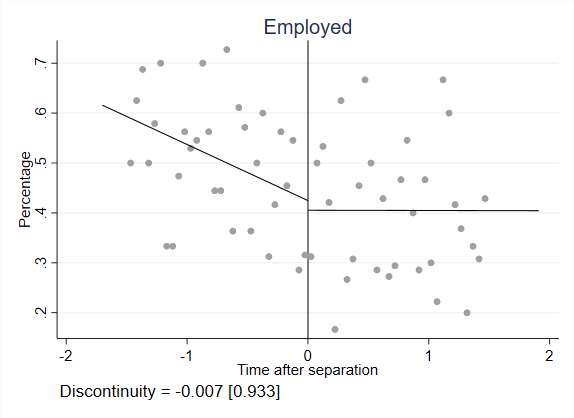 Employed
Percentage
.7
.6
.5
.4
.3
.2
-2 -1 0 1 2
Time after separation
Discontinuity = -0.007 [0.933]